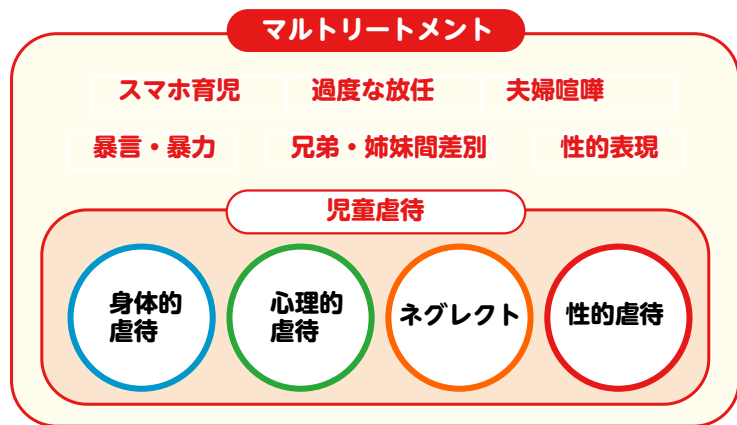 マルトリートメント
スマホ育児 過度な放任 夫婦喧嘩
暴言・暴力 兄弟・姉妹間差別 性的表現
児童虐待
身体的
虐待
心理的
虐待
ネグレクト
性的虐待